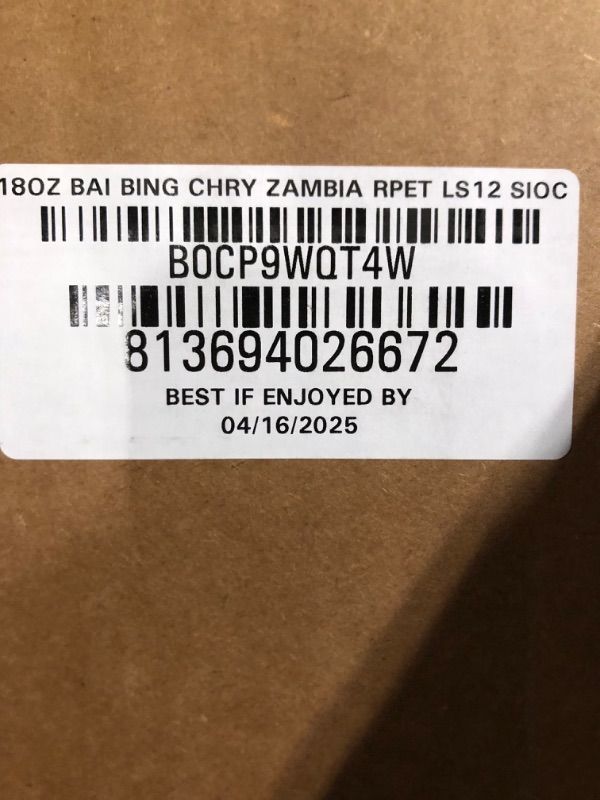 18OZ BAI BING CHRY ZAMBIA RPET LS12 SIOC
B0CP9WQT4W
813694026672
BEST IF ENJOYED BY
04/16/2025